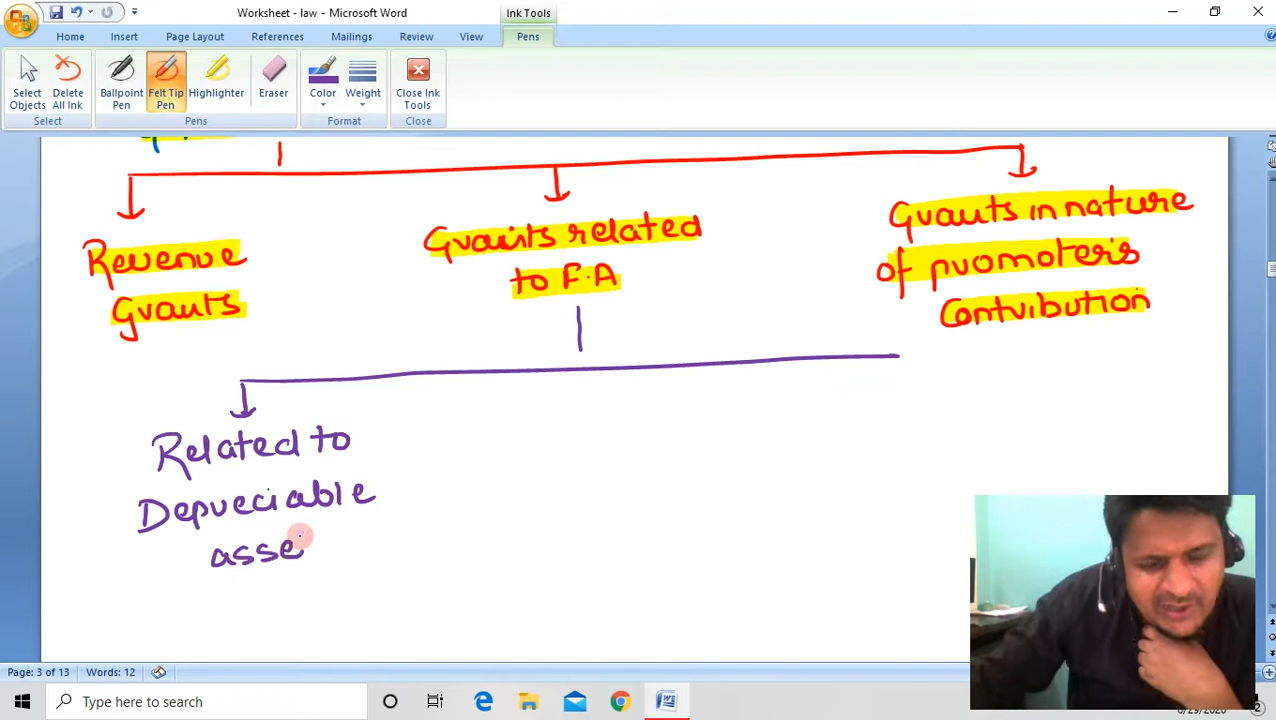 Worksheet - law - Microsoft Word
Ink Tools
Home
Insert
Page Layout
References
Mailings
Review
View
Pens
Select Objects
Delete All Ink
Ballpoint Pen
Felt Tip Pen
Highlighter
Eraser
Color
Weight
Close Ink Tools
Select
Pens
Format
Close
Revenue
Grants
Grants related
to F.A
Grants in nature
of promoter's
Contribution
Related to
Depreciable
asse
Page: 3 of 13
Words: 12
Type here to search